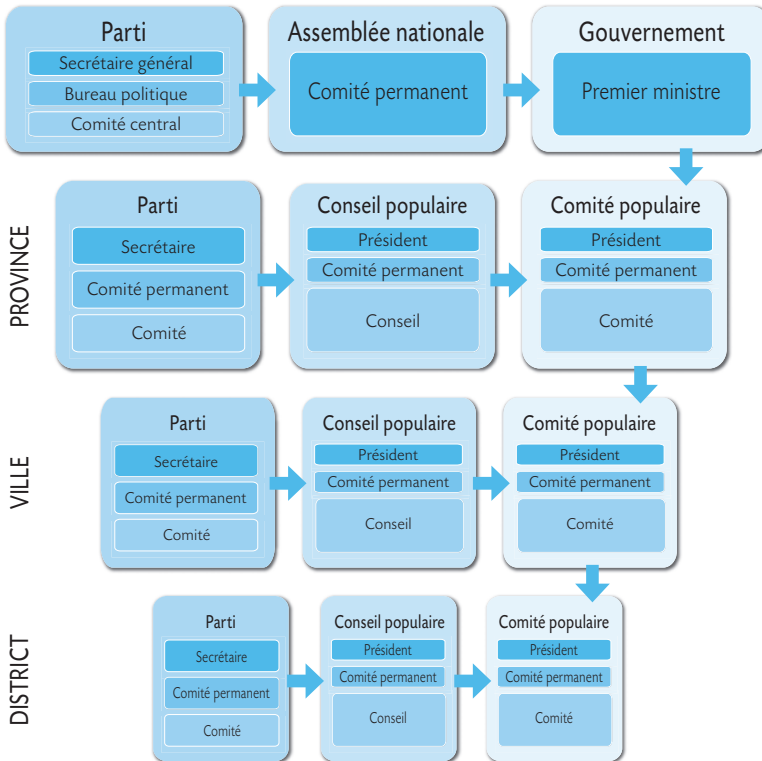 Parti
Secrétaire général
Bureau politique
Comité central
Assemblée nationale
Comité permanent
Gouvernement
Premier ministre
PROVINCE
Parti
Secrétaire
Comité permanent
Comité
Conseil populaire
Président
Comité permanent
Conseil
Comité populaire
Président
Comité permanent
Comité
VILLE
Parti
Secrétaire
Comité permanent
Comité
Conseil populaire
Président
Comité permanent
Conseil
Comité populaire
Président
Comité permanent
Comité
DISTRICT
Parti
Secrétaire
Comité permanent
Comité
Conseil populaire
Président
Comité permanent
Conseil
Comité populaire
Président
Comité permanent
Comité